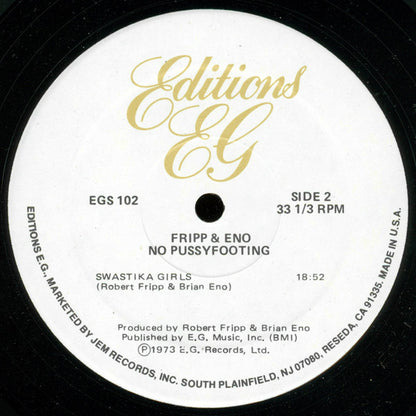 Editions
EG
EGS 102
SIDE 2
33 1/3 RPM
FRIPP & ENO
NO PUSSYFOOTING
SWASTIKA GIRLS 18:52
(Robert Fripp & Brian Eno)
Produced by Robert Fripp & Brian Eno
Published by E.G. Music, Inc. (BMI)
Ⓟ1973 E.G. Records, Ltd.
EDITIONS E.G., MARKETED BY JEM RECORDS, INC. SOUTH PLAINFIELD, NJ 07080, RESEDA, CA 91335. MADE IN U.S.A.